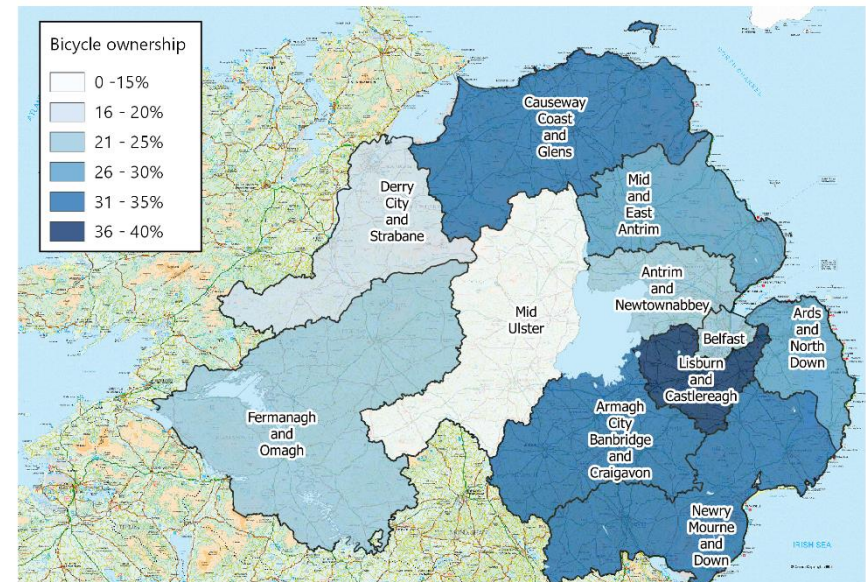 Bicycle ownership
0 -15%
16 - 20%
21 - 25%
26 - 30%
31 - 35%
36 - 40%
Causeway
Coast
and
Glens
Derry
City
and
Strabane
Mid
and
East
Antrim
Antrim
and
Newtownabbey
Mid
Ulster
Belfast
Ards
and
North
Down
Lisburn
and
Castlereagh
Fermanagh
and
Omagh
Armagh
City
Banbridge
and
Craigavon
Newry
Mourne
and
Down
IRISH SEA